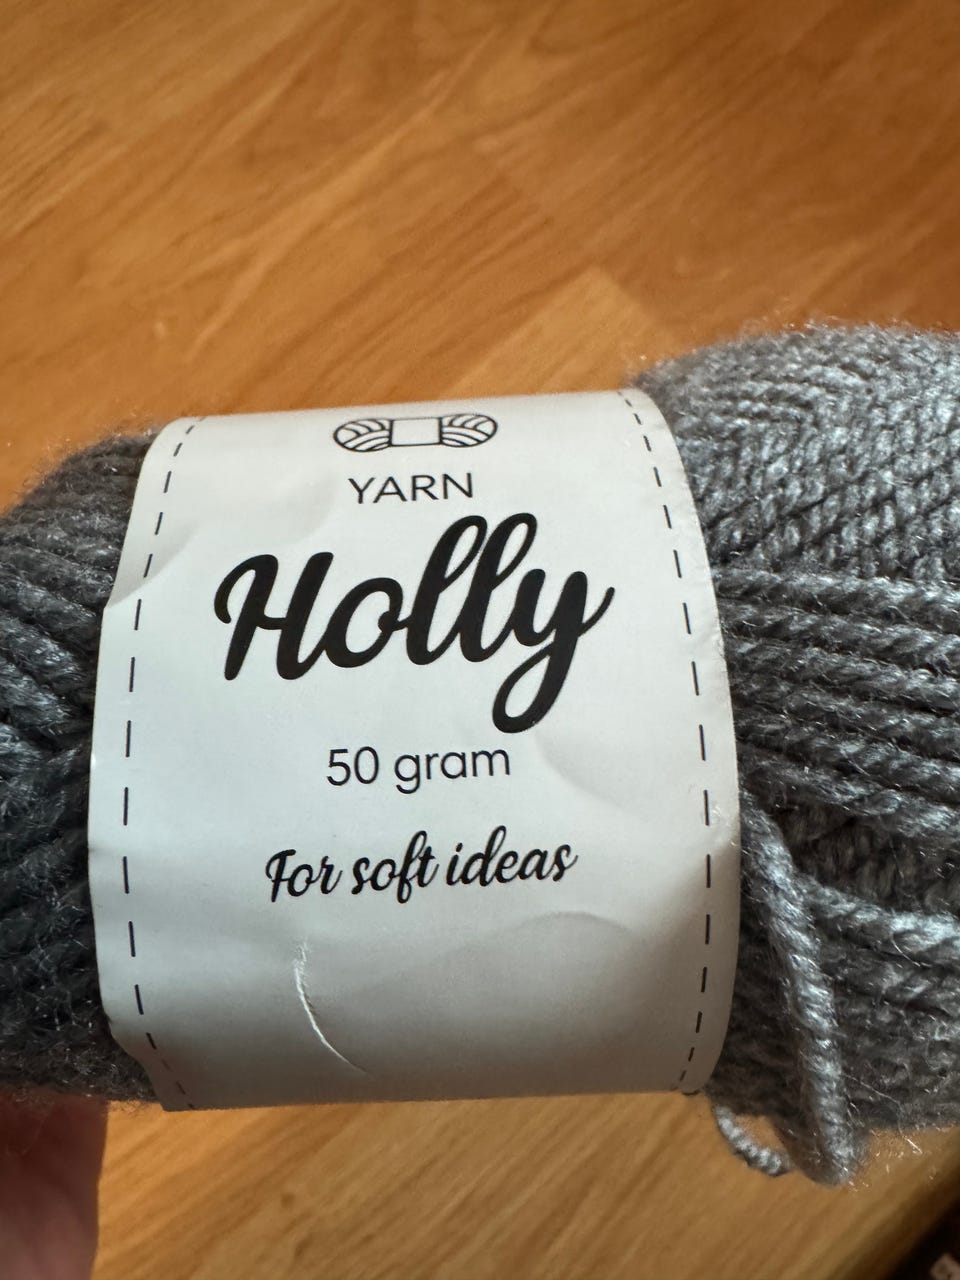 YARN
Holly
50 gram
For soft ideas